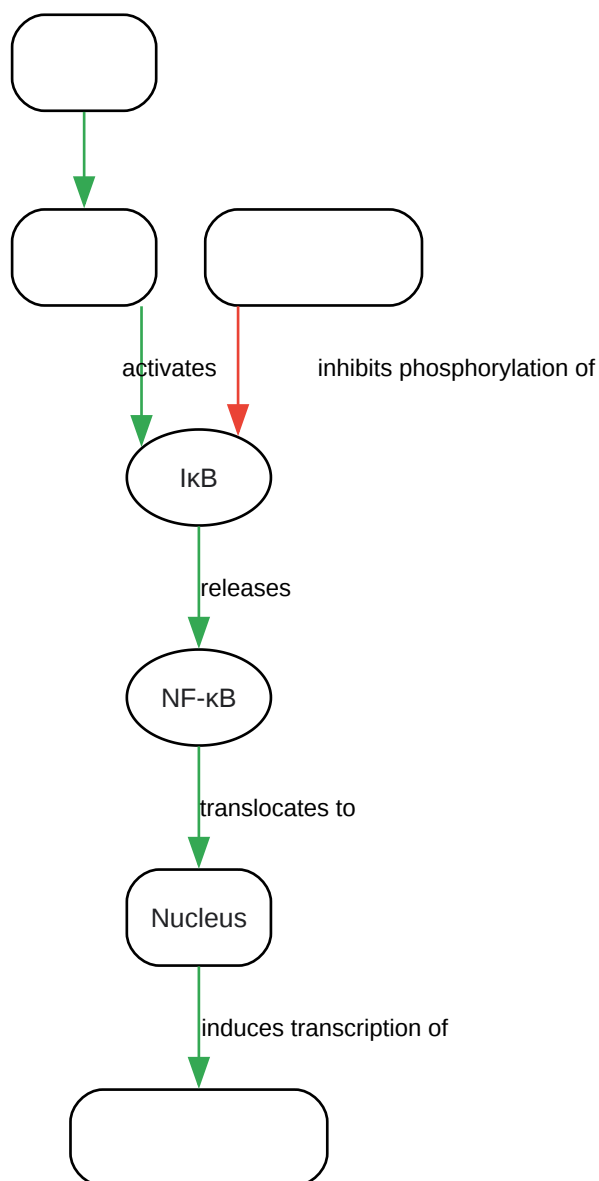 activates
inhibits phosphorylation of
IκB
releases
NF-κB
translocates to
Nucleus
induces transcription of